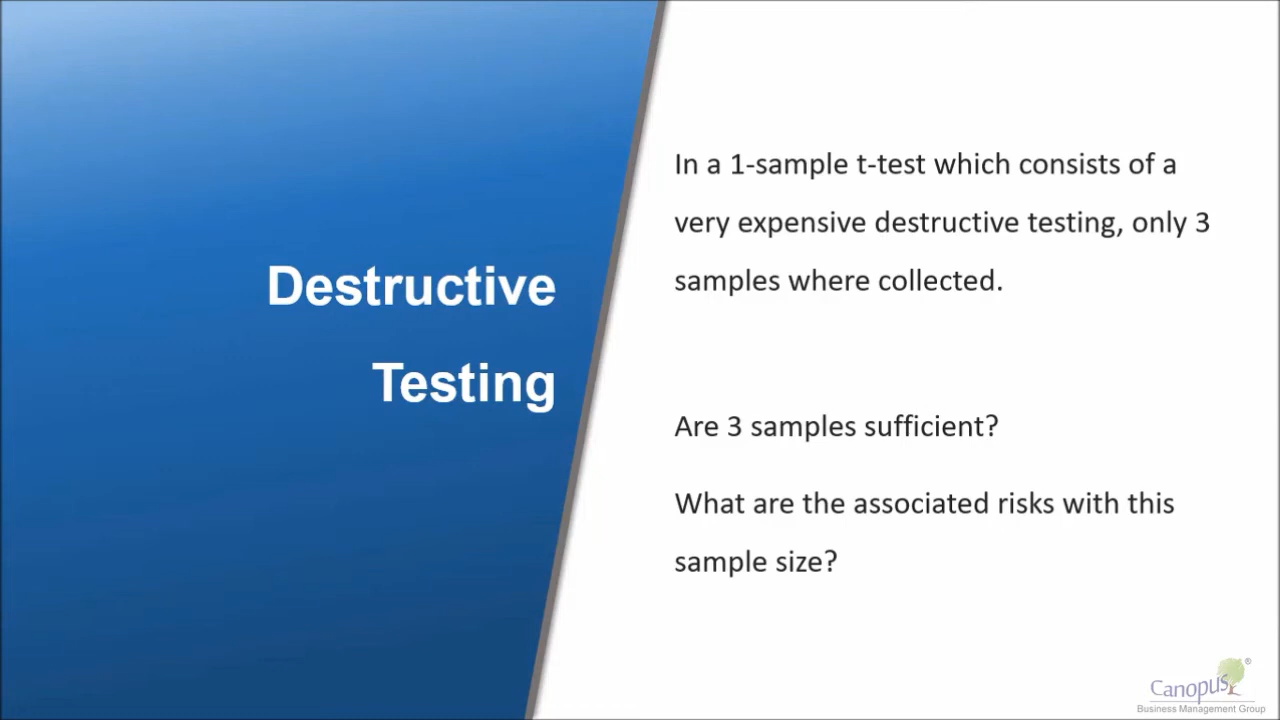 Destructive
Testing
In a 1-sample t-test which consists of a
very expensive destructive testing, only 3
samples where collected.
Are 3 samples sufficient?
What are the associated risks with this
sample size?
Canopus®
Business Management Group